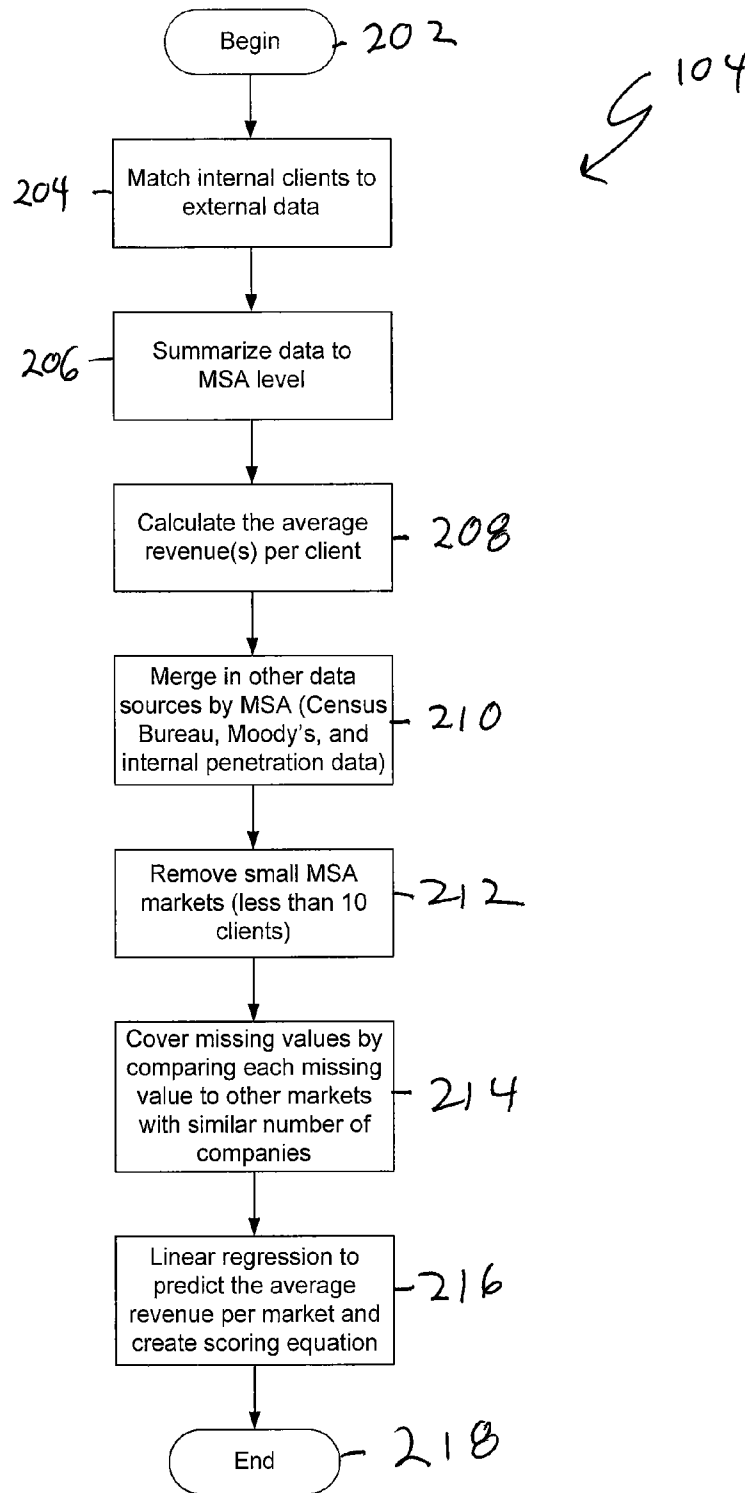 Begin
202
104
204
Match internal clients to
external data
206
Summarize data to
MSA level
Calculate the average
revenue(s) per client
208
Merge in other data
sources by MSA (Census
Bureau, Moody's, and
internal penetration data)
210
Remove small MSA
markets (less than 10
clients)
212
Cover missing values by
comparing each missing
value to other markets
with similar number of
companies
214
Linear regression to
predict the average
revenue per market and
create scoring equation
216
End
218